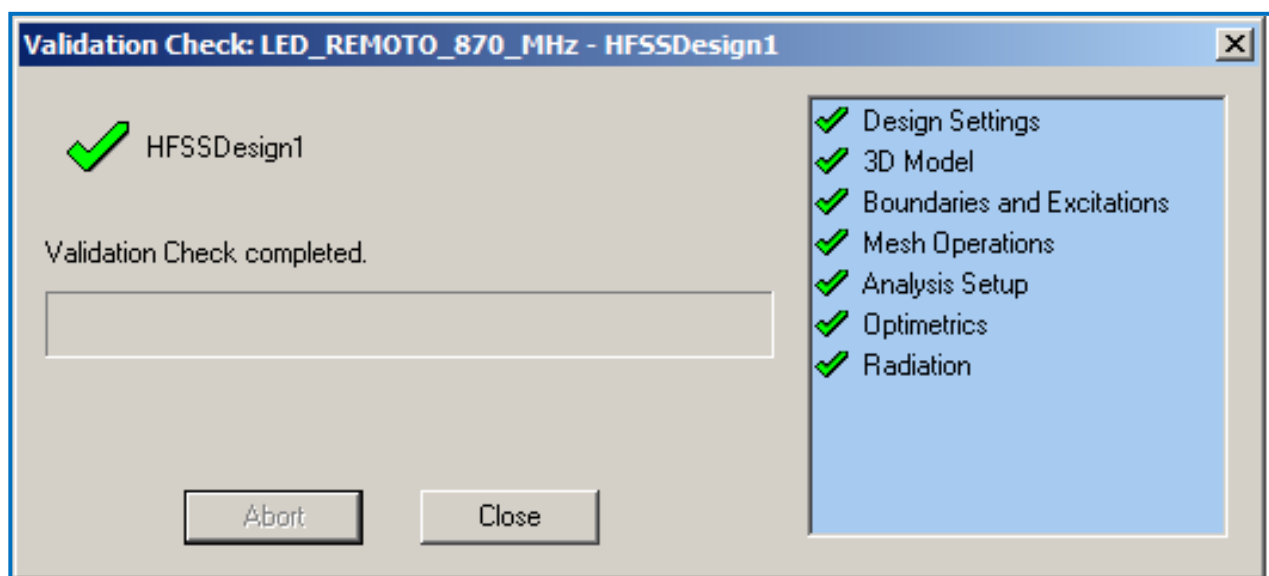 Validation Check: LED_REMOTO_870_MHz - HFSSDesign1
HFSSDesign1
Validation Check completed.
Abort
Close
Design Settings
3D Model
Boundaries and Excitations
Mesh Operations
Analysis Setup
Optimetrics
Radiation